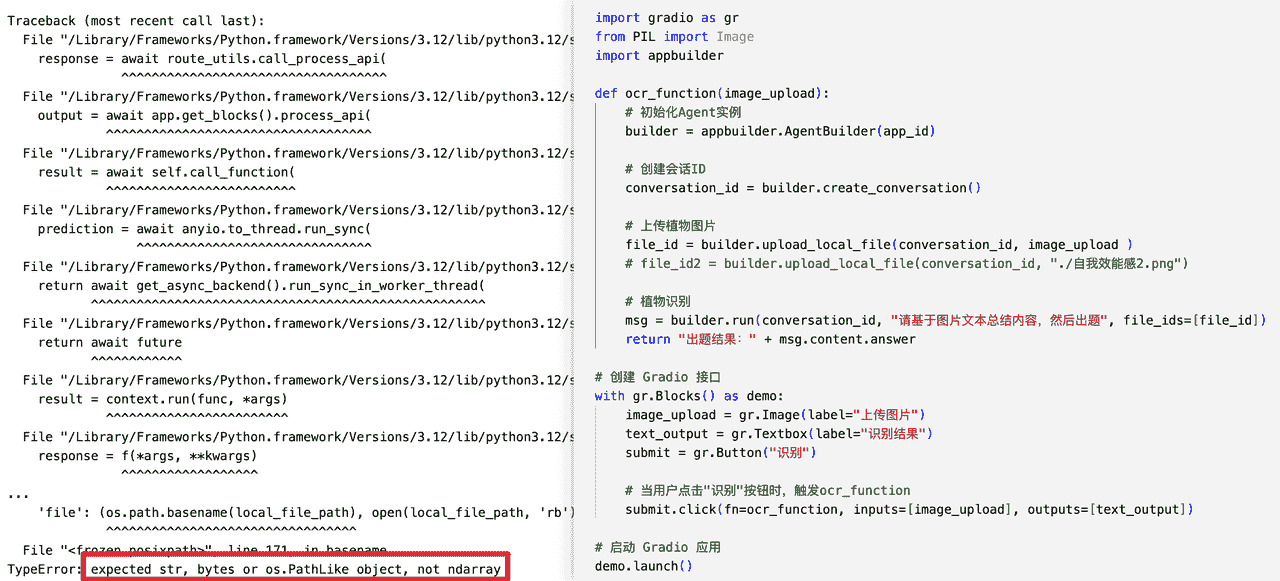 Traceback (most recent call last):
File "/Library/Frameworks/Python.framework/Versions/3.12/lib/python3.12/s
response = await route_utils.call_process_api(
^^^^^^^^^^^^^^^^^^^^^^^^^^^^^^^^^^^
File "/Library/Frameworks/Python.framework/Versions/3.12/lib/python3.12/s
output = await app.get_blocks().process_api(
^^^^^^^^^^^^^^^^^^^^^^^^^^^^^^^^^^^
File "/Library/Frameworks/Python.framework/Versions/3.12/lib/python3.12/s
result = await self.call_function(
^^^^^^^^^^^^^^^^^^^^^^^^^
File "/Library/Frameworks/Python.framework/Versions/3.12/lib/python3.12/s
prediction = await anyio.to_thread.run_sync(
^^^^^^^^^^^^^^^^^^^^^^^^^^^^^^^
File "/Library/Frameworks/Python.framework/Versions/3.12/lib/python3.12/s
return await get_async_backend().run_sync_in_worker_thread(
^^^^^^^^^^^^^^^^^^^^^^^^^^^^^^^^^^^^^^^^^^^^^^^^^^^^
File "/Library/Frameworks/Python.framework/Versions/3.12/lib/python3.12/s
return await future
^^^^^^^^^^^^
File "/Library/Frameworks/Python.framework/Versions/3.12/lib/python3.12/s
result = context.run(func, *args)
^^^^^^^^^^^^^^^^^^^^^^^^
File "/Library/Frameworks/Python.framework/Versions/3.12/lib/python3.12/s
response = f(*args, **kwargs)
^^^^^^^^^^^^^^^^^^
...
'file': (os.path.basename(local_file_path), open(local_file_path, 'rb')
^^^^^^^^^^^^^^^^^^^^^^^^^^^^^^^^^
File "<frozen posixpath>", line 171, in basename
TypeError: expected str, bytes or os.PathLike object, not ndarray
import gradio as gr
from PIL import Image
import appbuilder
def ocr_function(image_upload):
# 初始化Agent实例
builder = appbuilder.AgentBuilder(app_id)
# 创建会话ID
conversation_id = builder.create_conversation()
# 上传植物图片
file_id = builder.upload_local_file(conversation_id, image_upload )
# file_id2 = builder.upload_local_file(conversation_id, "./自我效能感2.png")
# 植物识别
msg = builder.run(conversation_id, "请基于图片文本总结内容，然后出题", file_ids=[file_id])
return "出题结果：" + msg.content.answer
# 创建 Gradio 接口
with gr.Blocks() as demo:
image_upload = gr.Image(label="上传图片")
text_output = gr.Textbox(label="识别结果")
submit = gr.Button("识别")
# 当用户点击"识别"按钮时，触发ocr_function
submit.click(fn=ocr_function, inputs=[image_upload], outputs=[text_output])
# 启动 Gradio 应用
demo.launch()